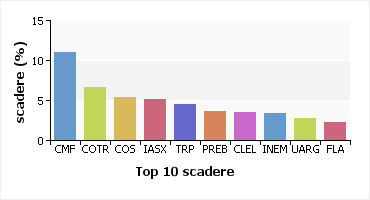 15
10
5
0
scadere (%)
CMF COTR COS IASX TRP PREB CLEL INEM UARG FLA
Top 10 scadere